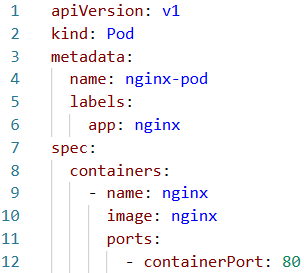 1 apiVersion: v1
2 kind: Pod
3 metadata:
4   name: nginx-pod
5   labels:
6     app: nginx
7 spec:
8   containers:
9     - name: nginx
10       image: nginx
11       ports:
12         - containerPort: 80